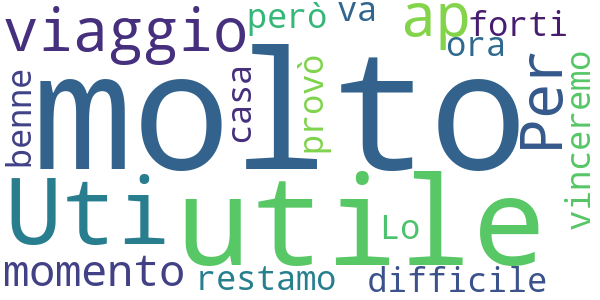 viaggio
però
va
ap
forti
ora
molto
benne
casa
provò
Per
vinceremo
Uti
utile
Lo
momento
restamo
difficile